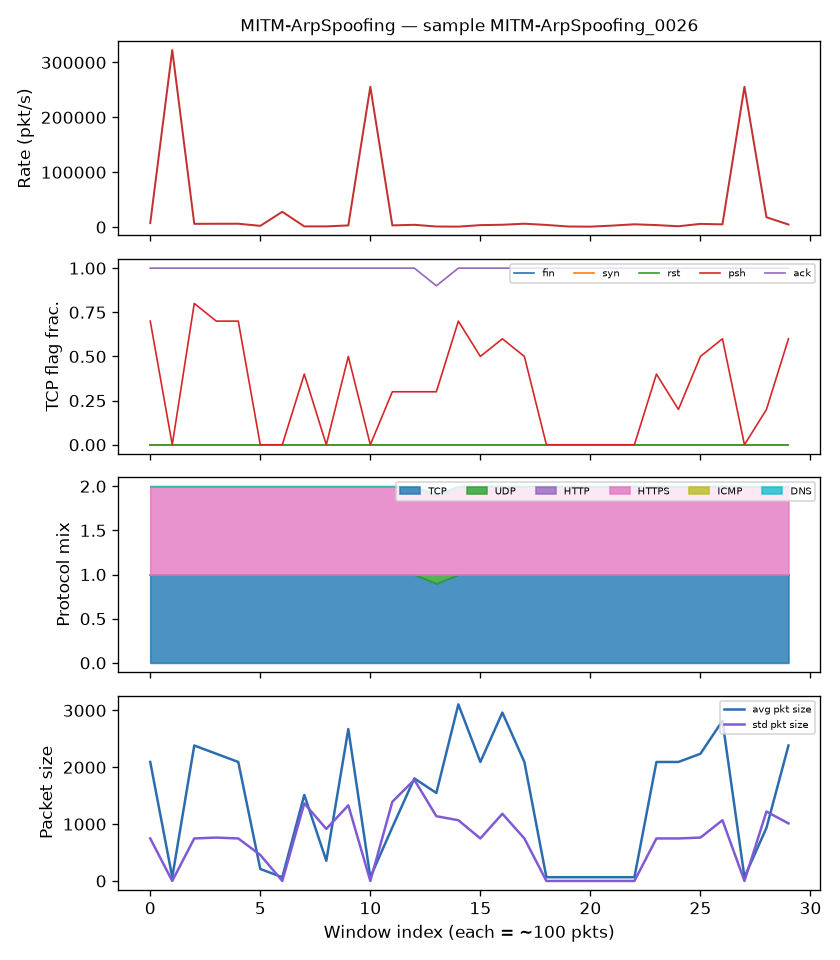 MITM-ArpSpoofing — sample MITM-ArpSpoofing_0026
300000
200000
100000
0
Rate (pkt/s)
1.00
0.75
0.50
0.25
0.00
TCP flag frac.
fin syn rst psh ack
2.0
1.5
1.0
0.5
0.0
Protocol mix
TCP UDP HTTP HTTPS ICMP DNS
3000
2000
1000
0
Packet size
avg pkt size
std pkt size
0 5 10 15 20 25 30
Window index (each = ~100 pkts)